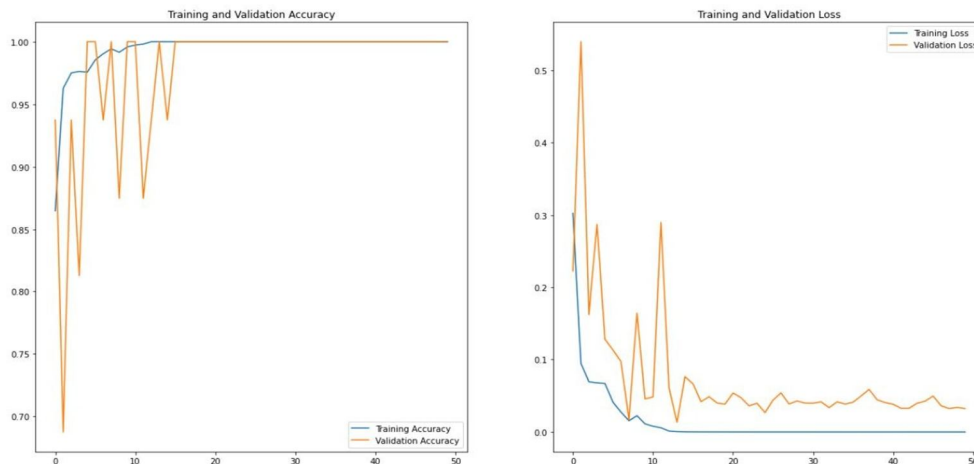 Training and Validation Accuracy
1.00
0.95
0.90
0.85
0.80
0.75
0.70
Training Accuracy
Validation Accuracy
0 10 20 30 40 50
Training and Validation Loss
Training Loss
Validation Loss
0.5
0.4
0.3
0.2
0.1
0.0
0 10 20 30 40 50